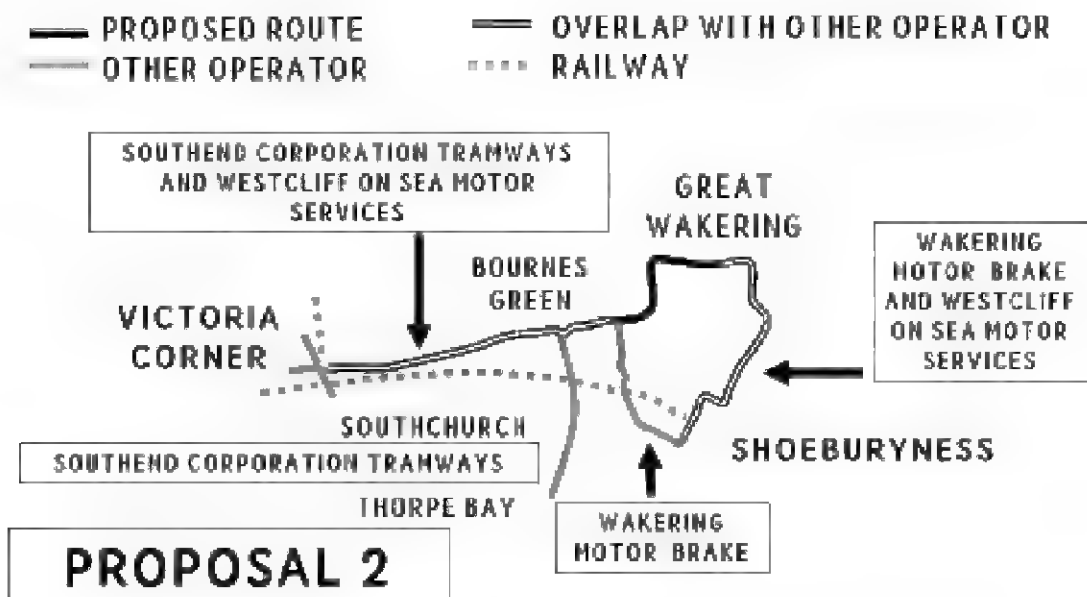 PROPOSED ROUTE
OVERLAP WITH OTHER OPERATOR
OTHER OPERATOR
RAILWAY
SOUTHEND CORPORATION TRAMWAYS
AND WESTCLIFF ON SEA MOTOR
SERVICES
GREAT
WAKERING
WAKERING
MOTOR BRAKE
AND WESTCLIFF
ON SEA MOTOR
SERVICES
BOURNES
GREEN
VICTORIA
CORNER
SOUTHCHURCH
SHOEBURYNESS
SOUTHEND CORPORATION TRAMWAYS
THORPE BAY
WAKERING
MOTOR BRAKE
PROPOSAL 2